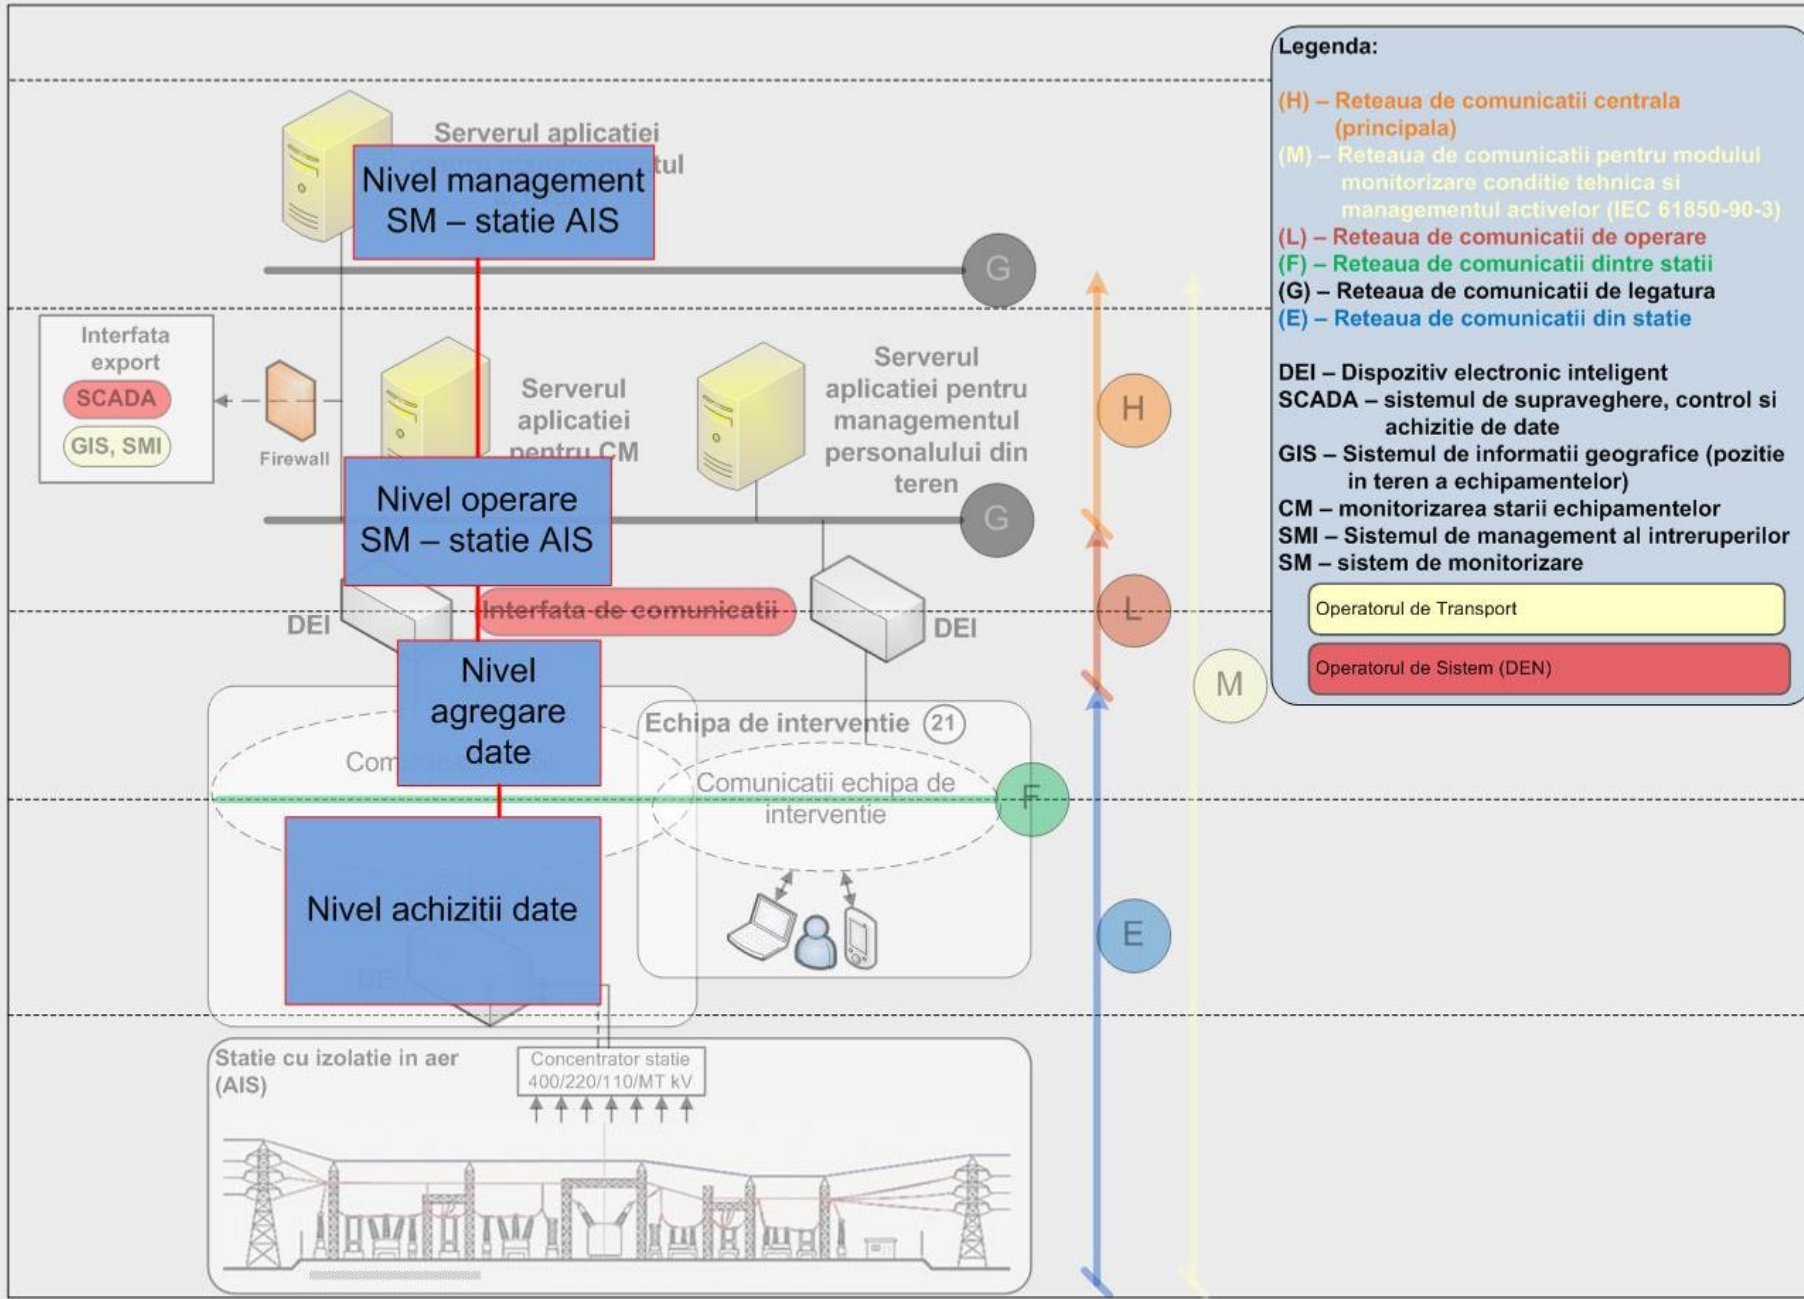 Serverul aplicatiei
tul
Nivel management
SM – statie AIS
G
Interfata
export
SCADA
GIS, SMI
Firewall
Serverul
aplicatiei
pentru CM
Serverul
aplicatiei pentru
managementul
personalului din
teren
H
Nivel operare
SM – statie AIS
G
DEI
Interfata de comunicatii
DEI
L
Nivel
agregare
date
M
Echipa de interventie 21
Com
Comunicatii echipa de
interventie
F
Nivel achizitii date
DEI
E
Statie cu izolatie in aer
(AIS)
Concentrator statie
400/220/110/MT kV
Legenda:
(H) – Reteaua de comunicatii centrala
(principala)
(M) – Reteaua de comunicatii pentru modulul
monitorizare conditie tehnica si
managementul activelor (IEC 61850-90-3)
(L) – Reteaua de comunicatii de operare
(F) – Reteaua de comunicatii dintre statii
(G) – Reteaua de comunicatii de legatura
(E) – Reteaua de comunicatii din statie
DEI – Dispozitiv electronic inteligent
SCADA – sistemul de supraveghere, control si
achizitie de date
GIS – Sistemul de informatii geografice (pozitie
in teren a echipamentelor)
CM – monitorizarea starii echipamentelor
SMI – Sistemul de management al intreruperilor
SM – sistem de monitorizare
Operatorul de Transport
Operatorul de Sistem (DEN)